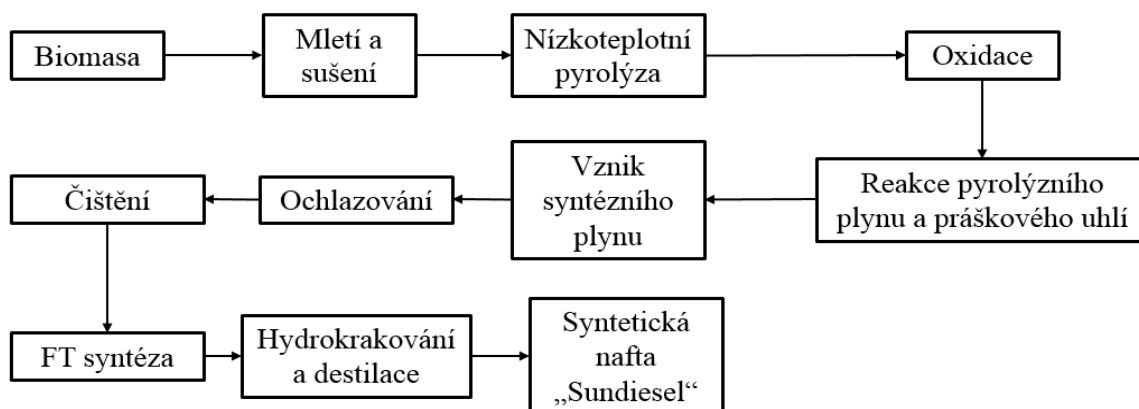 Biomasa
Mletí a
sušení
Nízkoteplotní
pyrolýza
Oxidace
Reakce pyrolýzního
plynu a práškového uhlí
Vznik
syntézního
plynu
Ochlazování
Čištění
FT syntéza
Hydrokrakování
a destilace
Syntetická
nafta
„Sundiesel“